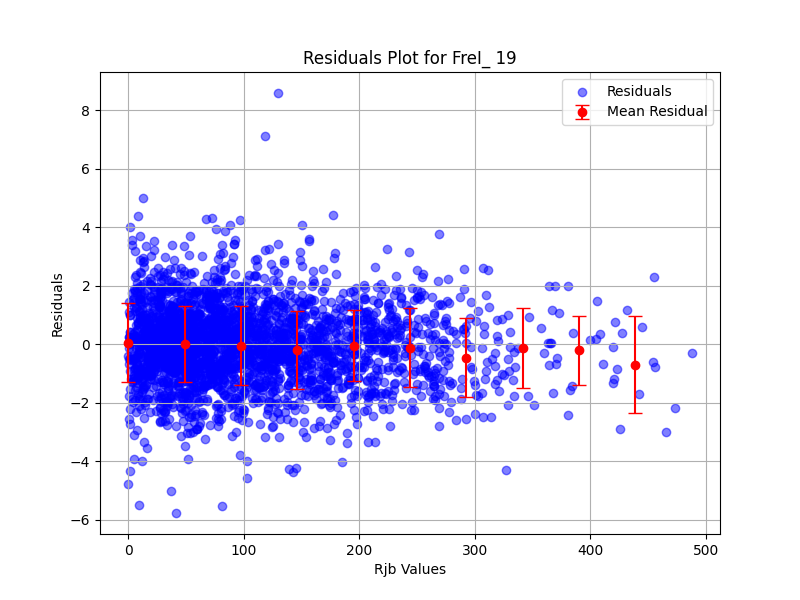 Residuals Plot for FreI_ 19
Residuals
Mean Residual
8
6
4
2
0
−2
−4
−6
Residuals
0
100
200
300
400
500
Rjb Values